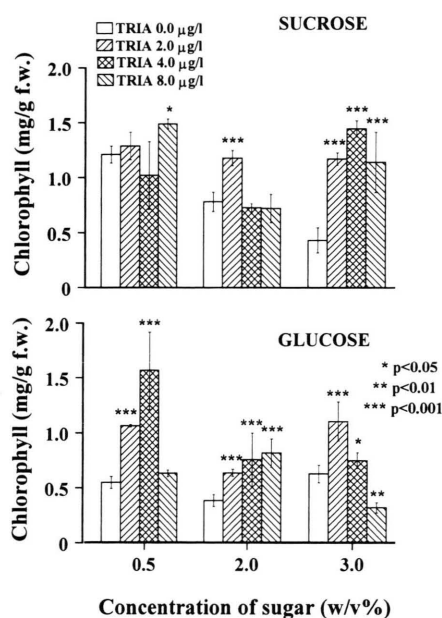 TRIA 0.0 µg/l
TRIA 2.0 µg/l
TRIA 4.0 µg/l
TRIA 8.0 µg/l
SUCROSE
Chlorophyll (mg/g f.w.)
2.0
1.5
1.0
0.5
0
*
***
***
***
***
GLUCOSE
* p<0.05
** p<0.01
*** p<0.001
Chlorophyll (mg/g f.w.)
2.0
1.5
1.0
0.5
0
***
***
***
***
***
***
*
**
0.5
2.0
3.0
Concentration of sugar (w/v%)